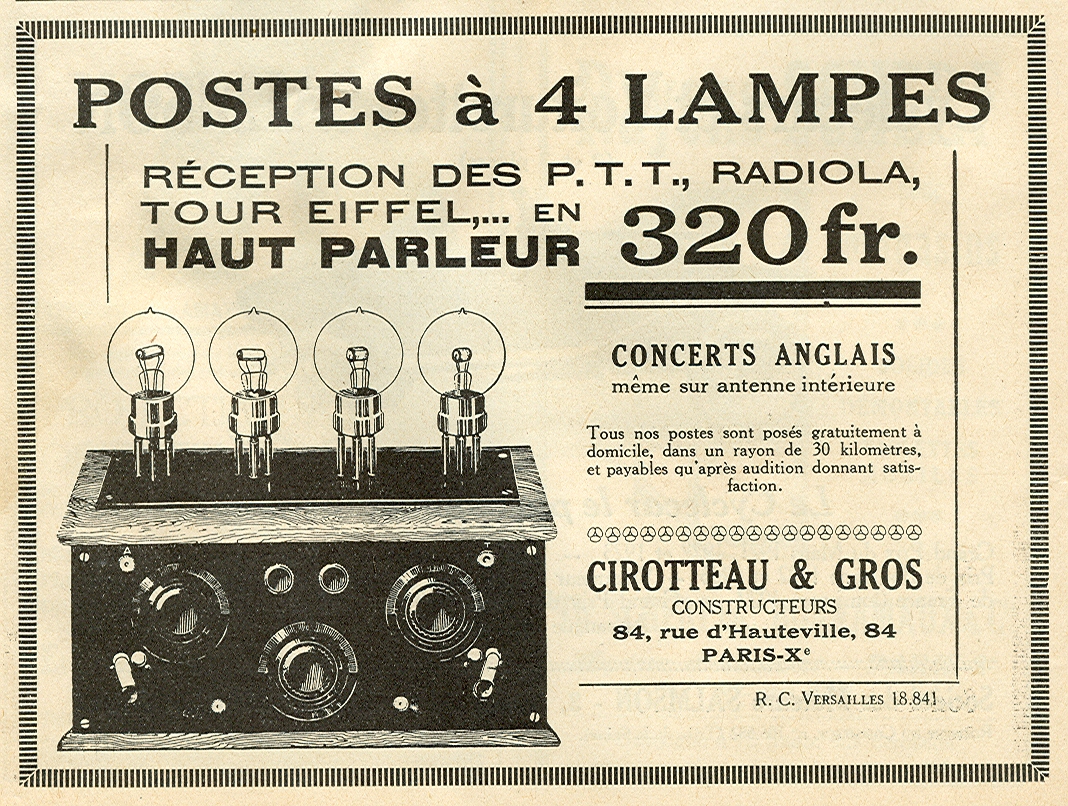 POSTES à 4 LAMPES
RÉCEPTION DES P.T.T., RADIOLA,
TOUR EIFFEL,... EN
HAUT PARLEUR 320 fr.
CONCERTS ANGLAIS
même sur antenne intérieure
Tous nos postes sont posés gratuitement à
domicile, dans un rayon de 30 kilomètres,
et payables qu'après audition donnant satis-
faction.
A
T
CIROTTEAU & GROS
CONSTRUCTEURS
84, rue d'Hauteville, 84
PARIS-Xe
R. C. VERSAILLES 18.841